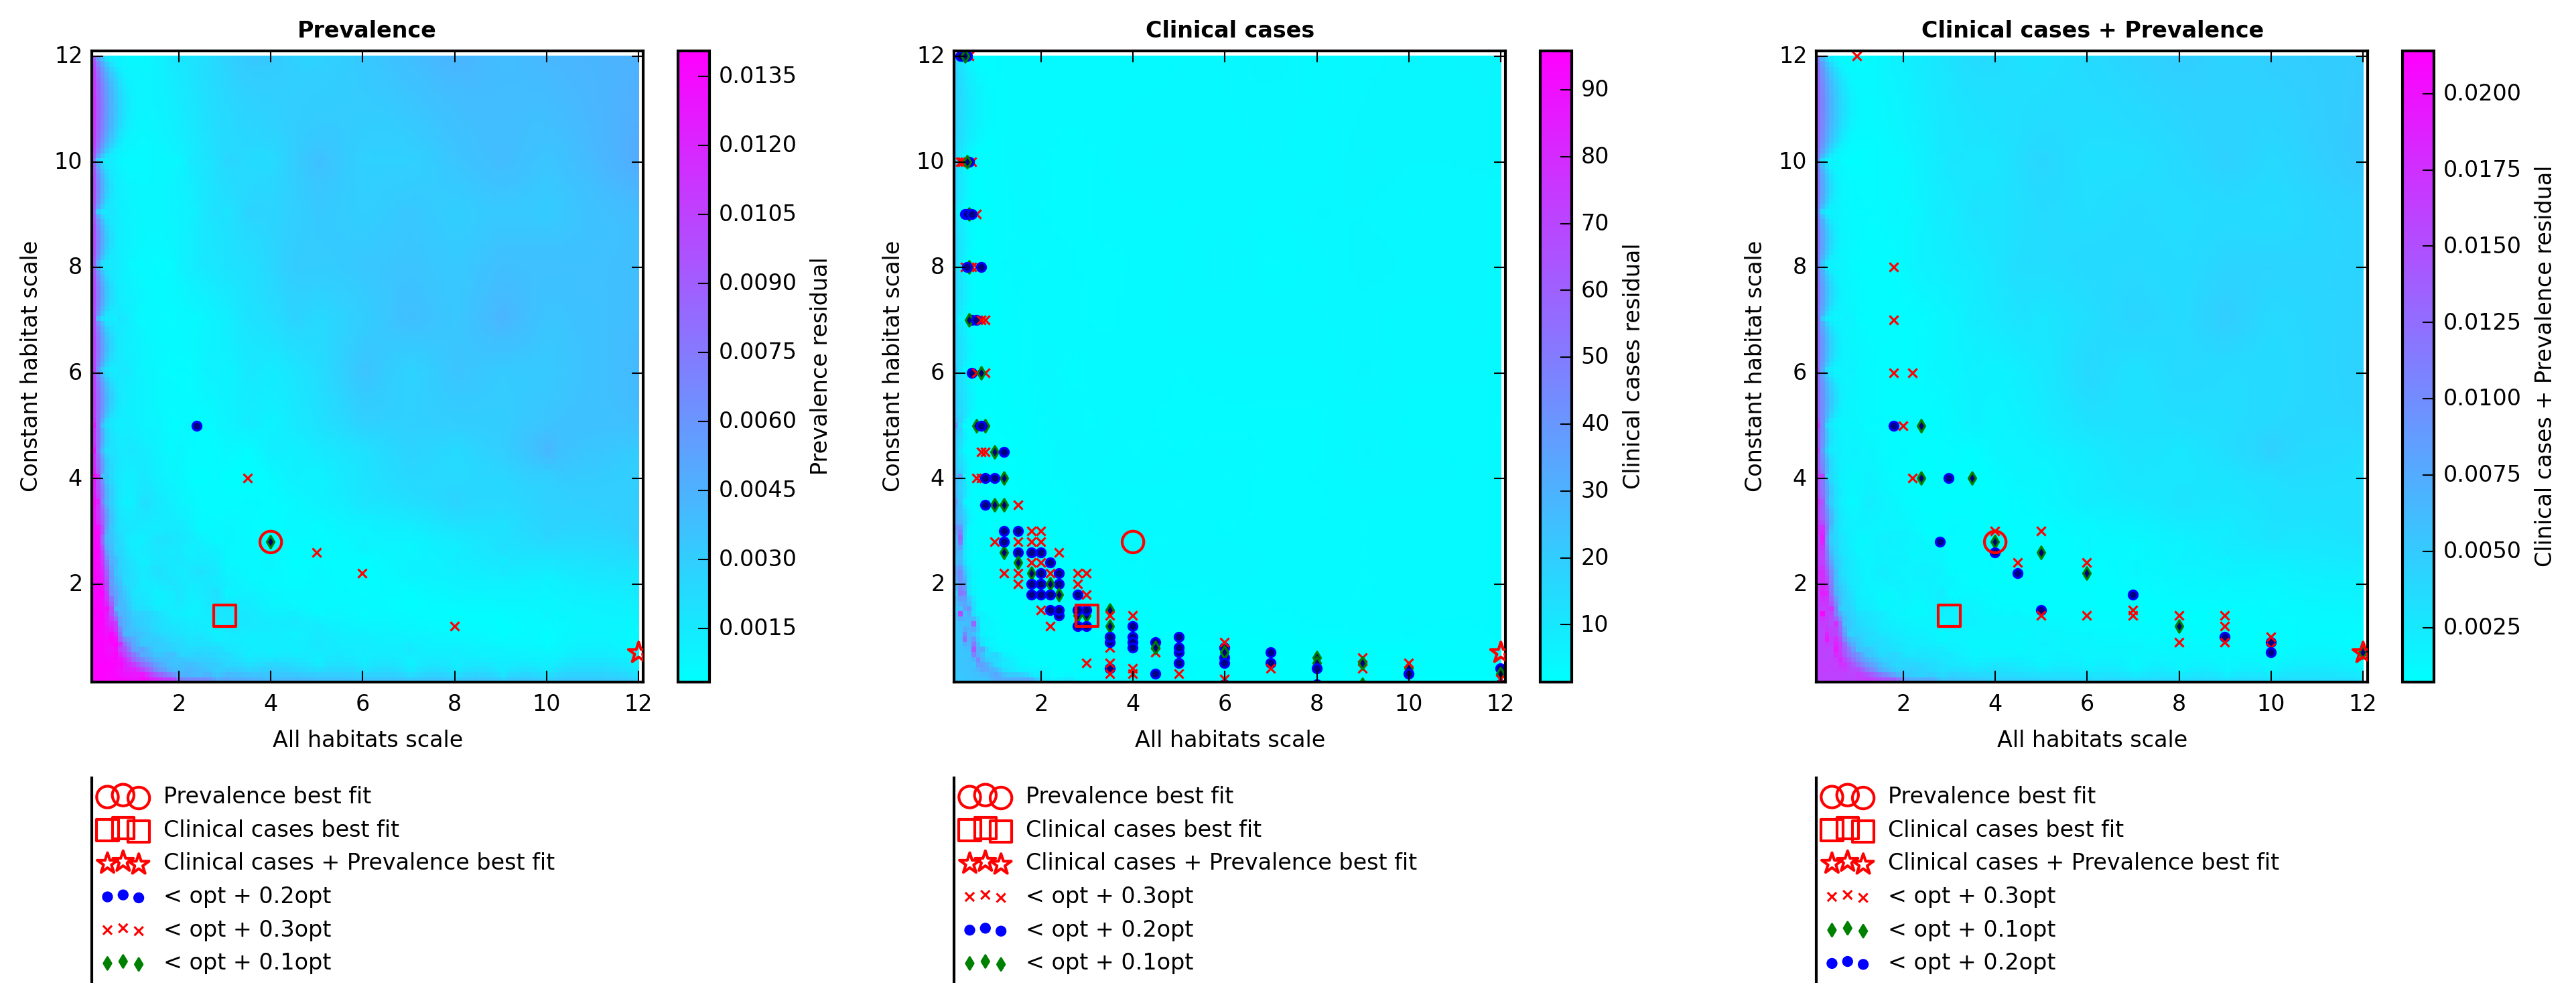 Prevalence
12
10
8
6
4
2
Constant habitat scale
2 4 6 8 10 12
All habitats scale
0.0135
0.0120
0.0105
0.0090
0.0075
0.0060
0.0045
0.0030
0.0015
Prevalence residual
Prevalence best fit
Clinical cases best fit
Clinical cases + Prevalence best fit
< opt + 0.2opt
< opt + 0.3opt
< opt + 0.1opt
Clinical cases
12
10
8
6
4
2
Constant habitat scale
2 4 6 8 10 12
All habitats scale
90
80
70
60
50
40
30
20
10
Clinical cases residual
Prevalence best fit
Clinical cases best fit
Clinical cases + Prevalence best fit
< opt + 0.3opt
< opt + 0.2opt
< opt + 0.1opt
Clinical cases + Prevalence
12
10
8
6
4
2
Constant habitat scale
2 4 6 8 10 12
All habitats scale
0.0200
0.0175
0.0150
0.0125
0.0100
0.0075
0.0050
0.0025
Clinical cases + Prevalence residual
Prevalence best fit
Clinical cases best fit
Clinical cases + Prevalence best fit
< opt + 0.3opt
< opt + 0.1opt
< opt + 0.2opt